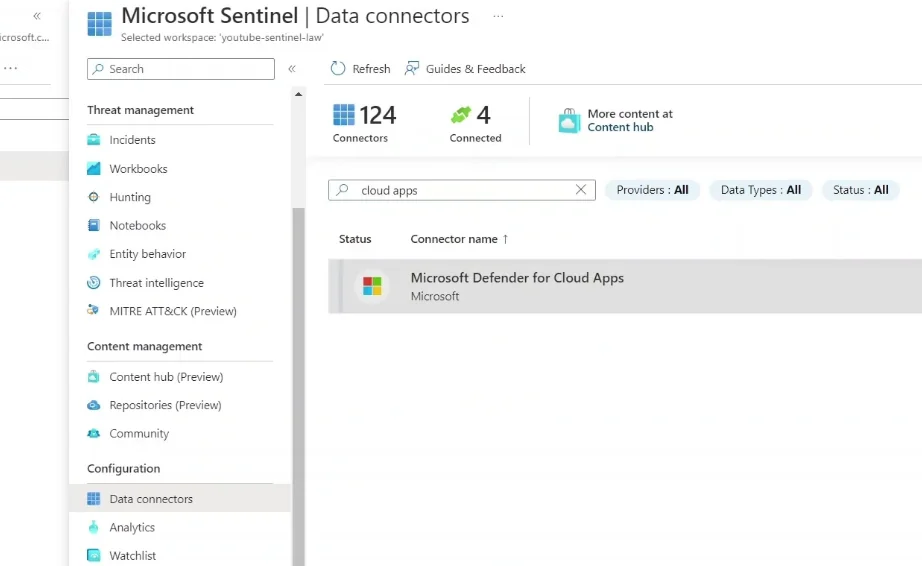 «
icrosoft.c...
...
Microsoft Sentinel | Data connectors ...
Selected workspace: 'youtube-sentinel-law'
Search
«
Threat management
Incidents
Workbooks
Hunting
Notebooks
Entity behavior
Threat intelligence
MITRE ATT&CK (Preview)
Content management
Content hub (Preview)
Repositories (Preview)
Community
Configuration
Data connectors
Analytics
Watchlist
Refresh
Guides & Feedback
124
Connectors
4
Connected
More content at
Content hub
cloud apps
Providers : All
Data Types : All
Status : All
Status
Connector name ↑
Microsoft Defender for Cloud Apps
Microsoft